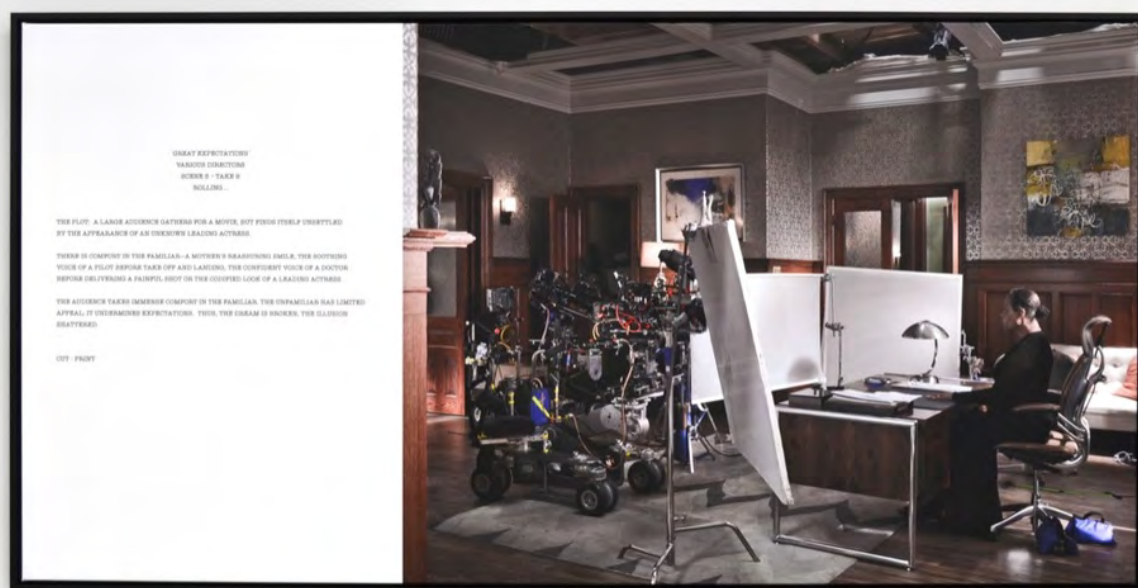 'GREAT EXPECTATIONS'
VARIOUS DIRECTORS
SCENE 8 - TAKE 8
ROLLING...
THE PLOT: A LARGE AUDIENCE GATHERS FOR A MOVIE, BUT FINDS ITSELF UNSETTLED
BY THE APPEARANCE OF AN UNKNOWN LEADING ACTRESS.
THERE IS COMFORT IN THE FAMILIAR--A MOTHER'S REASSURING SMILE, THE SOOTHING
VOICE OF A PILOT BEFORE TAKE OFF AND LANDING, THE CONFIDENT VOICE OF A DOCTOR
BEFORE DELIVERING A PAINFUL SHOT OR THE CODIFIED LOOK OF A LEADING ACTRESS
THE AUDIENCE TAKES IMMENSE COMFORT IN THE FAMILIAR. THE UNFAMILIAR HAS LIMITED
APPEAL; IT UNDERMINES EXPECTATIONS. THUS, THE DREAM IS BROKEN, THE ILLUSION
SHATTERED.
CUT - PRINT